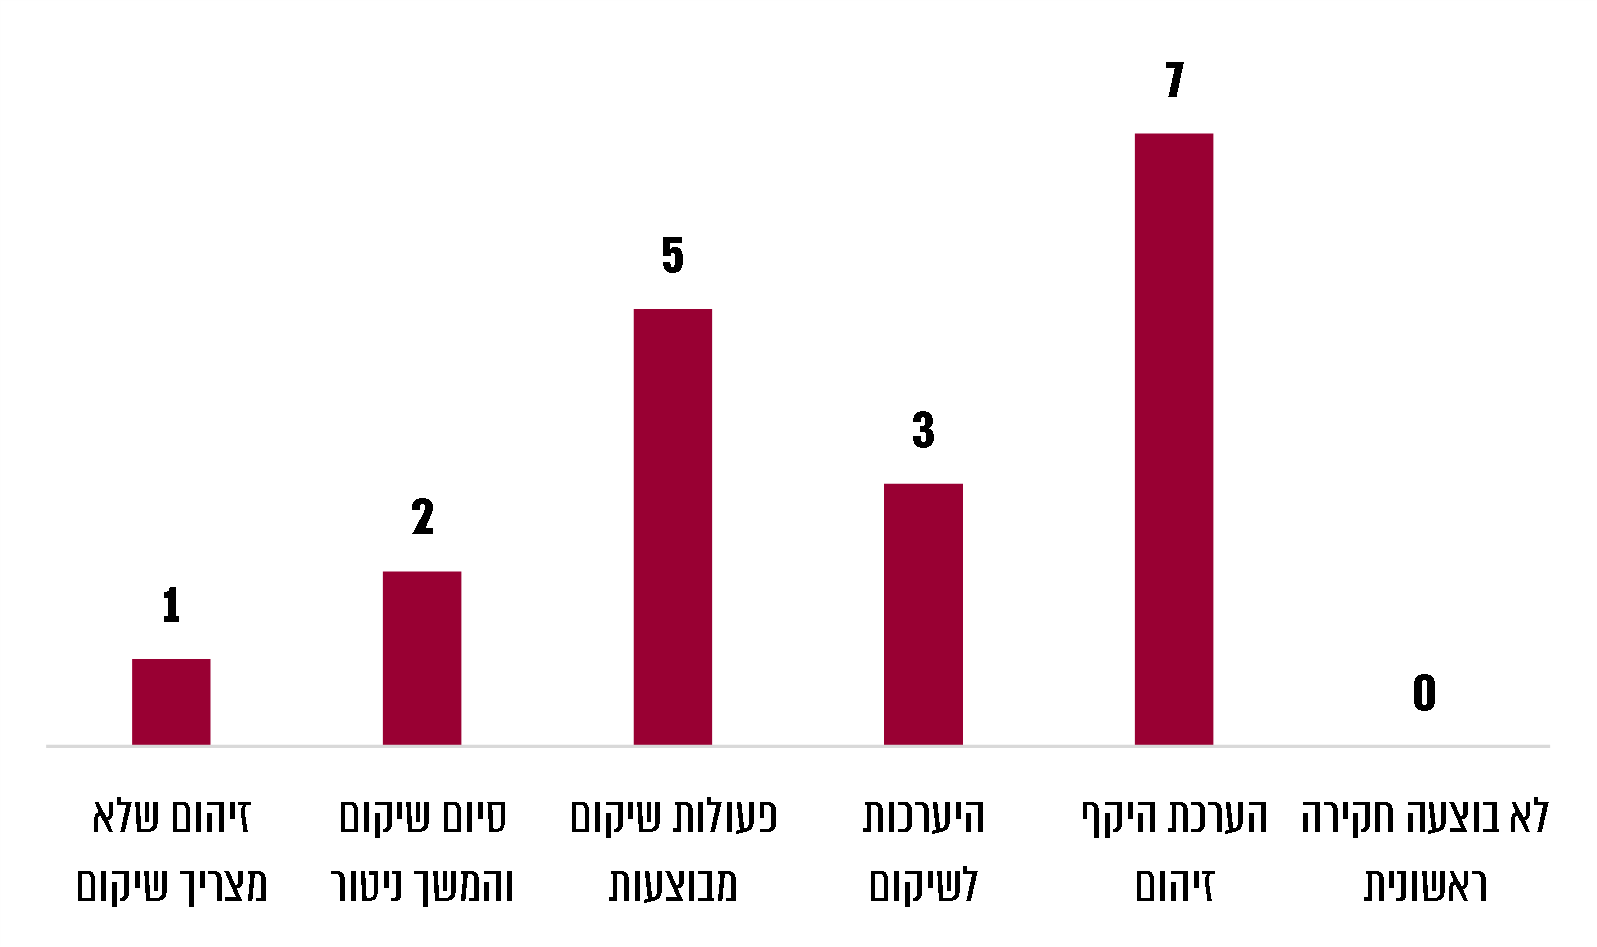 7
5
3
2
1
0
לא בוצעה חקירה
ראשונית
הערכת היקף
זיהום
היערכות
לשיקום
פעולות שיקום
מבוצעות
סיום שיקום
והמשך ניטור
זיהום שלא
מצריך שיקום